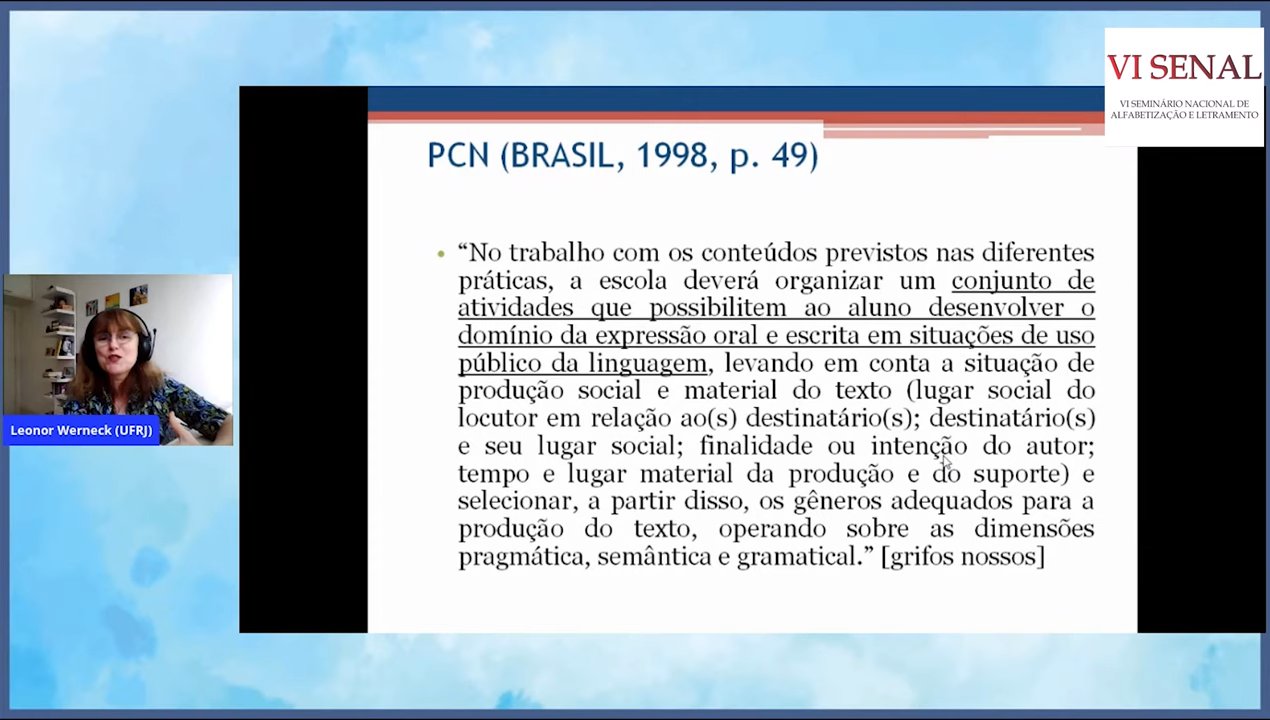 VI SENAL
VI SEMINÁRIO NACIONAL DE
ALFABETIZAÇÃO E LETRAMENTO
PCN (BRASIL, 1998, p. 49)
• “No trabalho com os conteúdos previstos nas diferentes
práticas, a escola deverá organizar um conjunto de
atividades que possibilitem ao aluno desenvolver o
domínio da expressão oral e escrita em situações de uso
público da linguagem, levando em conta a situação de
produção social e material do texto (lugar social do
locutor em relação ao(s) destinatário(s); destinatário(s)
e seu lugar social; finalidade ou intenção do autor;
tempo e lugar material da produção e do suporte) e
selecionar, a partir disso, os gêneros adequados para a
produção do texto, operando sobre as dimensões
pragmática, semântica e gramatical.” [grifos nossos]
Leonor Werneck (UFRJ)